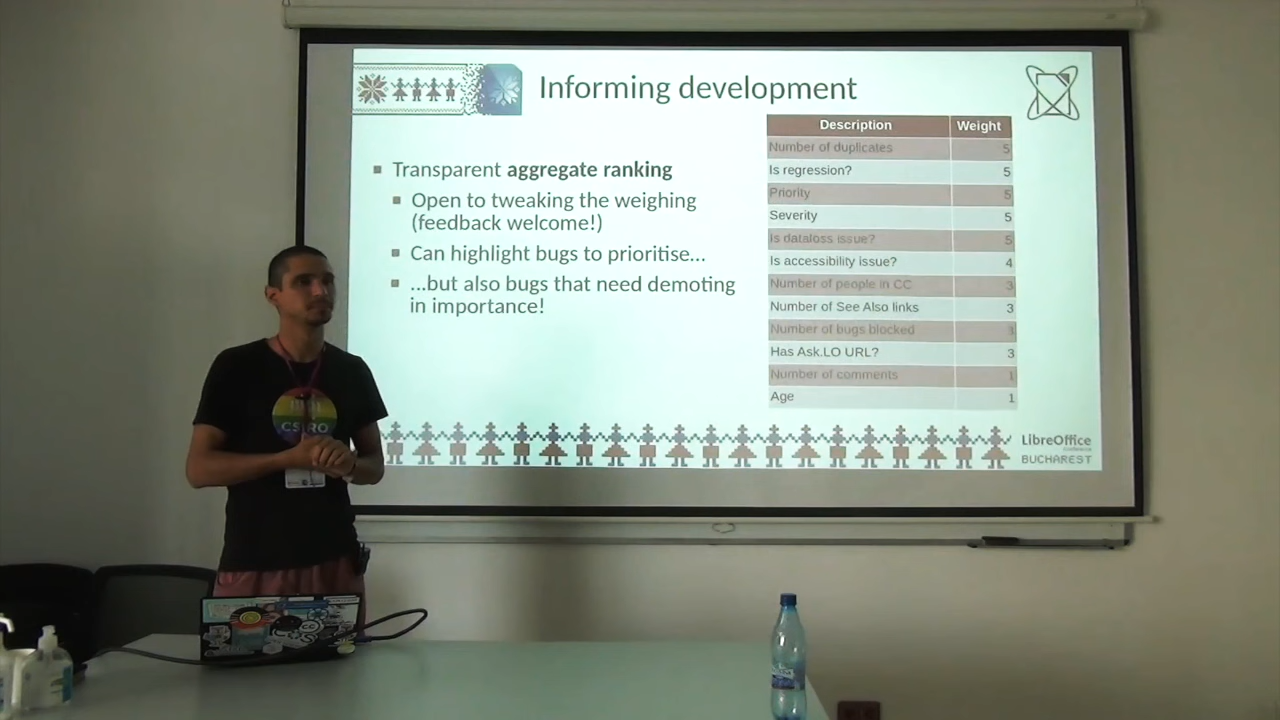 Informing development
Transparent aggregate ranking
Open to tweaking the weighing
(feedback welcome!)
Can highlight bugs to prioritise...
...but also bugs that need demoting
in importance!
Description Weight
Number of duplicates 5
Is regression? 5
Priority 5
Severity 5
Is dataloss issue? 5
Is accessibility issue? 4
Number of people in CC 3
Number of See Also links 3
Number of bugs blocked 3
Has Ask.LO URL? 3
Number of comments 1
Age 1
LibreOffice
Conference
BUCHAREST